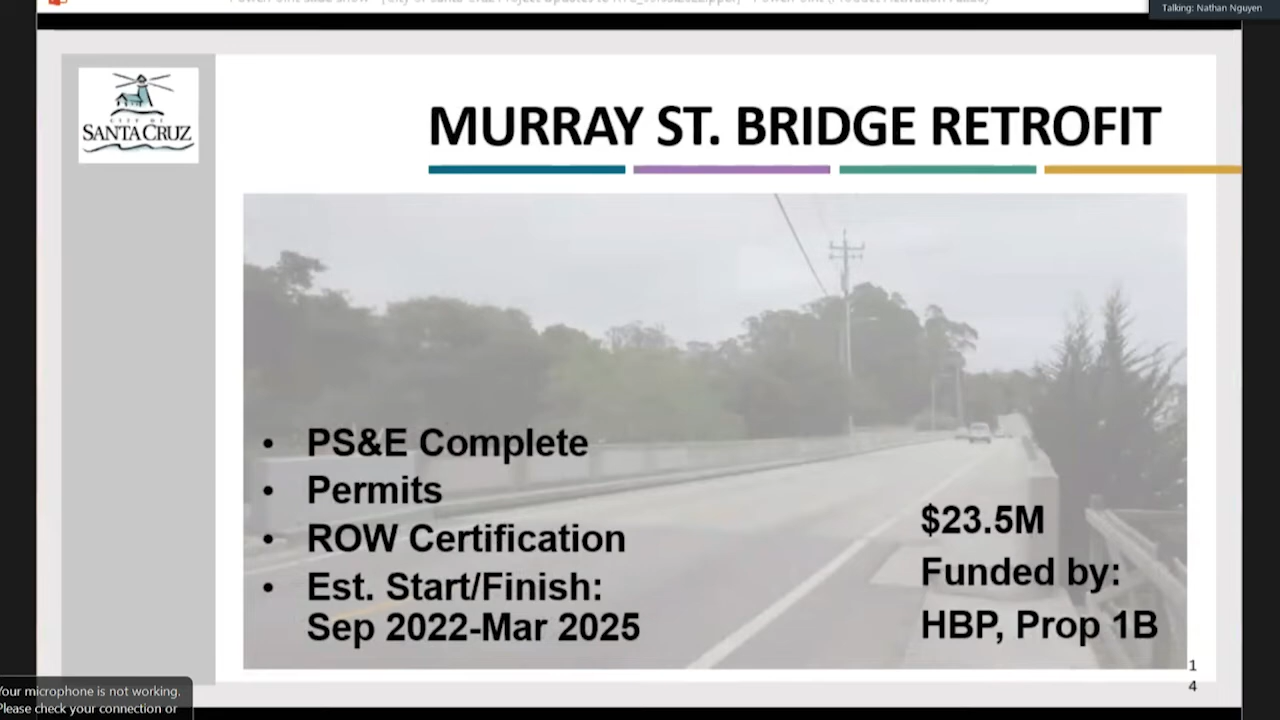 Talking: Nathan Nguyen
CITY OF
SANTA CRUZ
MURRAY ST. BRIDGE RETROFIT
• PS&E Complete
• Permits
• ROW Certification
• Est. Start/Finish:
Sep 2022-Mar 2025
$23.5M
Funded by:
HBP, Prop 1B
1
4
Your microphone is not working.
Please check your connection or